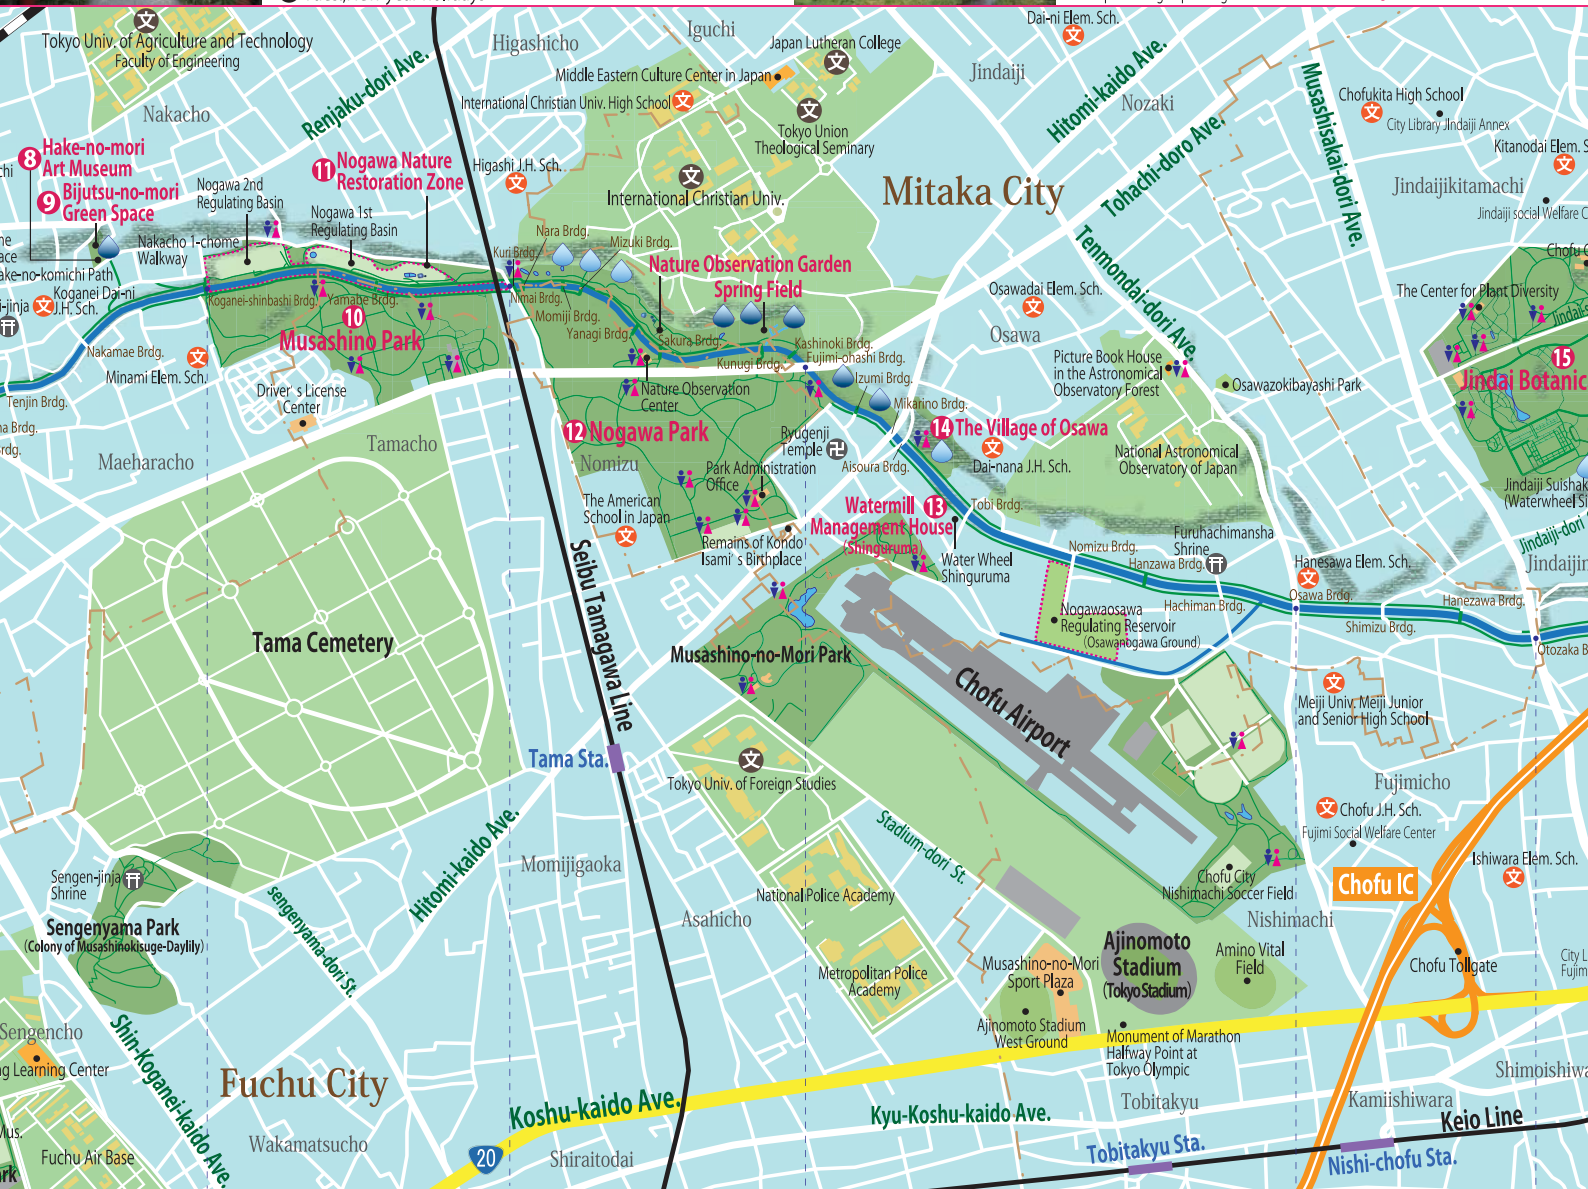 Tokyo Univ. of Agriculture and Technology
Faculty of Engineering
Nakacho
Renjaku-dori Ave.
Higashicho
Iguchi
Japan Lutheran College
Middle Eastern Culture Center in Japan
International Christian Univ. High School
Tokyo Union
Theological Seminary
International Christian Univ.
Dai-ni Elem. Sch.
Jindaiji
Hitomi-kaido Ave.
Nozaki
Tohachi-doro Ave.
Musashisakai-dori Ave.
Chofukita High School
City Library Jindaiji Annex
Kitanodai Elem. S
Jindaijikitamachi
Jindaiji social Welfare C
8 Hake-no-mori
Art Museum
9 Bijutsu-no-mori
Green Space
Nogawa 2nd
Regulating Basin
11 Nogawa Nature
Restoration Zone
Nogawa 1st
Regulating Basin
Higashi J.H. Sch.
Mitaka City
Nakacho 1-chome
Walkway
ake-no-komichi Path
Koganei Dai-ni
J.H. Sch.
i-jinja
Kuri Brdg.
Nara Brdg.
Mizuki Brdg.
Nature Observation Garden
Spring Field
Nimai Brdg.
Momiji Brdg.
Yanagi Brdg.
Sakura Brdg.
Kunugi Brdg.
Kashinoki Brdg.
Fujimi-ohashi Brdg.
Izumi Brdg.
Mikarino Brdg.
Koganei-shinbashi Brdg.
Yamabe Brdg.
10
Musashino Park
Nakamae Brdg.
Minami Elem. Sch.
Tenjin Brdg.
Driver's License
Center
Maeharacho
Tamacho
Nature Observation
Center
12 Nogawa Park
Nomizu
Park Administration
Office
Ryugenji
Temple
Aisoura Brdg.
The American
School in Japan
Remains of Kondo
Isami's Birthplace
Osawadai Elem. Sch.
Osawa
Tenmondai-dori Ave.
Picture Book House
in the Astronomical
Observatory Forest
Osawazokibayashi Park
14 The Village of Osawa
Dai-nana J.H. Sch.
National Astronomical
Observatory of Japan
The Center for Plant Diversity
15
Jindai Botanic
Jindaiji Suishak
(Waterwheel Si
Jindaiji-dori
Watermill 13
Management House
(Shinguruma)
Water Wheel
Shinguruma
Tobi Brdg.
Nomizu Brdg.
Hanzawa Brdg.
Furuhachimansha
Shrine
Hachiman Brdg.
Hanesawa Elem. Sch.
Osawa Brdg.
Shimizu Brdg.
Hanezawa Brdg.
Otozaka B
Nogawaosawa
Regulating Reservoir
(Osawanogawa Ground)
Seibu Tamagawa Line
Tama Cemetery
Musashino-no-Mori Park
Chofu Airport
Meiji Univ. Meiji Junior
and Senior High School
Tama Sta.
Tokyo Univ. of Foreign Studies
Stadium-dori St.
Fujimicho
Chofu J.H. Sch.
Fujimi Social Welfare Center
Ishiwara Elem. Sch.
Chofu IC
Hitomi-kaido Ave.
Momijigaoka
Sengen-jinja
Shrine
Sengenyama Park
(Colony of Musashinokisuge-Daylily)
sengenyama-dori St.
Asahicho
National Police Academy
Metropolitan Police
Academy
Chofu City
Nishimachi Soccer Field
Nishimachi
Ajinomoto
Stadium
(Tokyo Stadium)
Amino Vital
Field
Musashino-no-Mori
Sport Plaza
Ajinomoto Stadium
West Ground
Monument of Marathon
Halfway Point at
Tokyo Olympic
Chofu Tollgate
City L
Fujim
Sengencho
ng Learning Center
Shin-Koganei-kaido Ave.
Fuchu City
Koshu-kaido Ave.
Kyu-Koshu-kaido Ave.
Tobitakyu
Kamiishiwara
Shimoishiwa
Keio Line
Wakamatsucho
20
Shiraitodai
Tobitakyu Sta.
Nishi-chofu Sta.
Mus.
Fuchu Air Base
rk